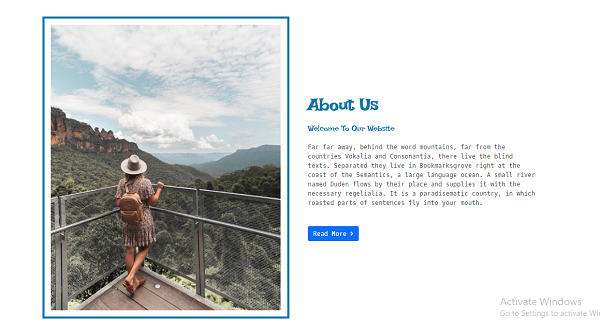 About Us
Welcome To Our Website
Far far away, behind the word mountains, far from the
countries Vokalia and Consonantia, there live the blind
texts. Separated they live in Bookmarksgrove right at the
coast of the Semantics, a large language ocean. A small river
named Duden flows by their place and supplies it with the
necessary regelialia. It is a paradisematic country, in which
roasted parts of sentences fly into your mouth.
Read More >
Activate Windows
Go to Settings to activate Wi